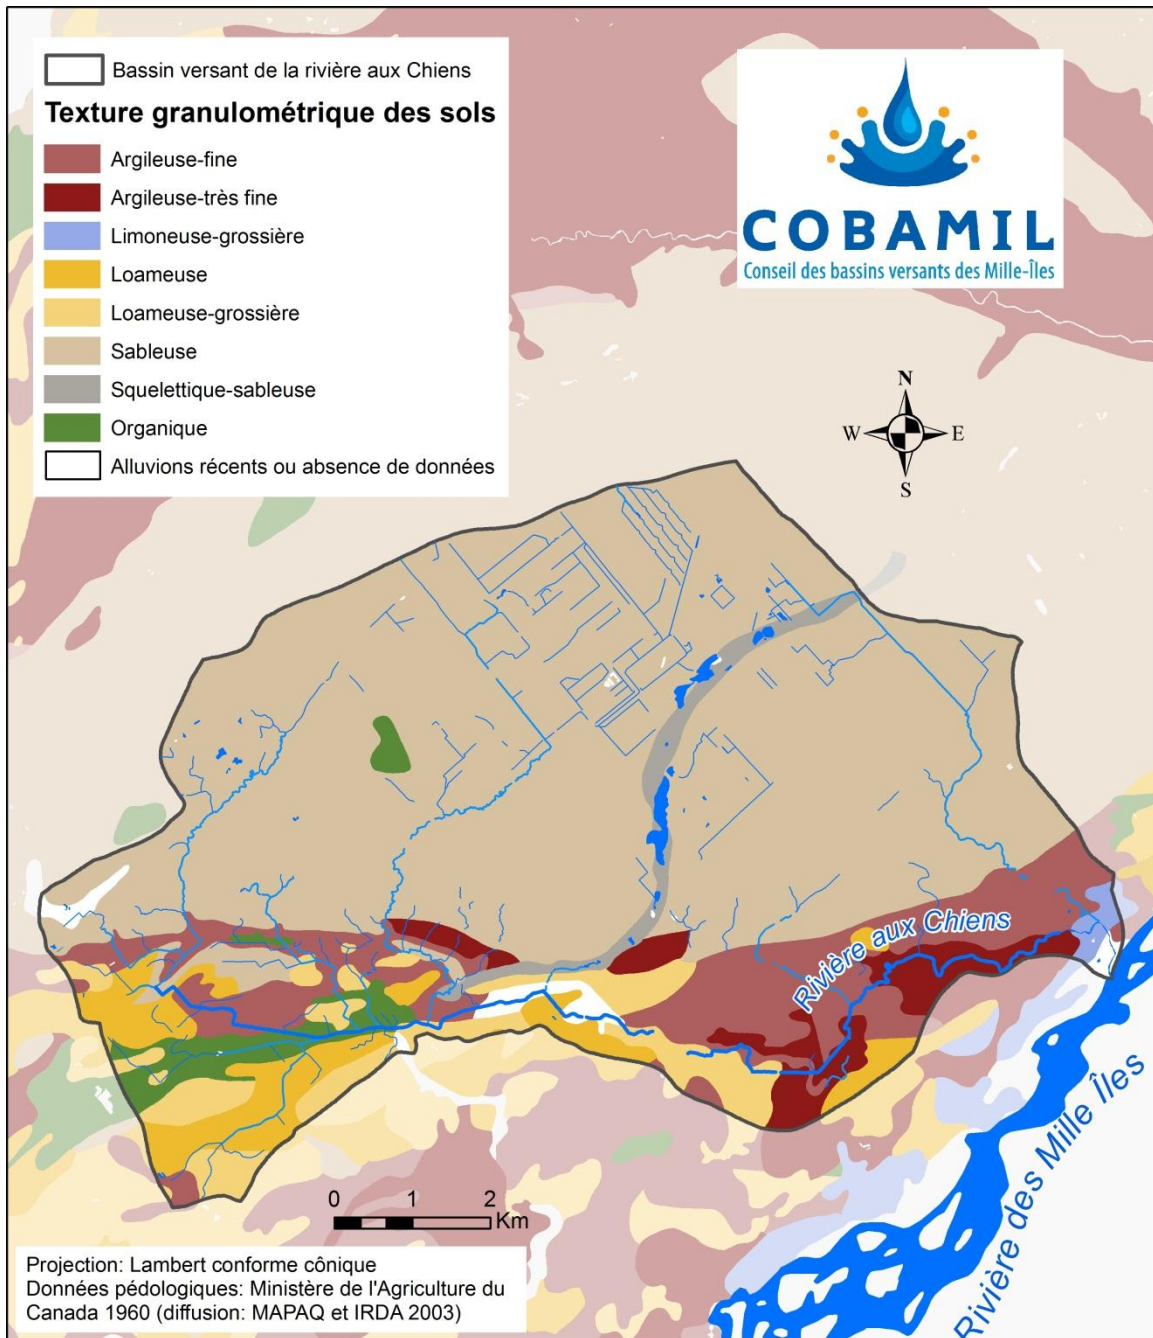 Bassin versant de la rivière aux Chiens
Texture granulométrique des sols
Argileuse-fine
Argileuse-très fine
Limoneuse-grossière
Loameuse
Loameuse-grossière
Sableuse
Squelettique-sableuse
Organique
Alluvions récents ou absence de données
COBAMIL
Conseil des bassins versants des Mille-Îles
N
W
E
S
Rivière aux Chiens
Rivière des Mille Îles
0 1 2
Km
Projection: Lambert conforme cônique
Données pédologiques: Ministère de l'Agriculture du
Canada 1960 (diffusion: MAPAQ et IRDA 2003)